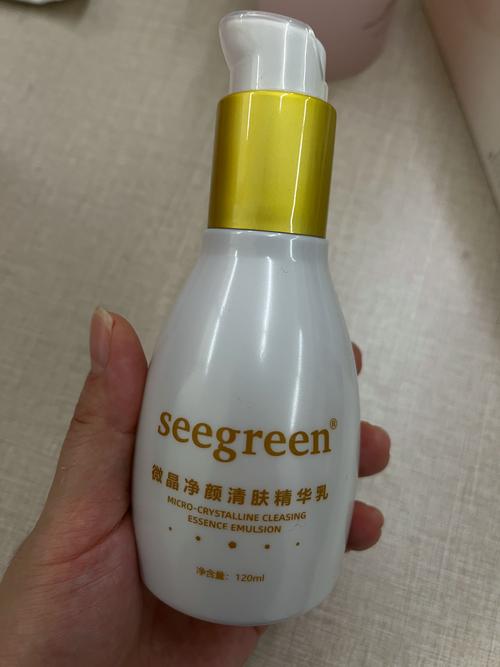 seegreen®
微晶净颜清肤精华乳
MICRO-CRYSTALLINE CLEASING
ESSENCE EMULSION
净含量：120ml